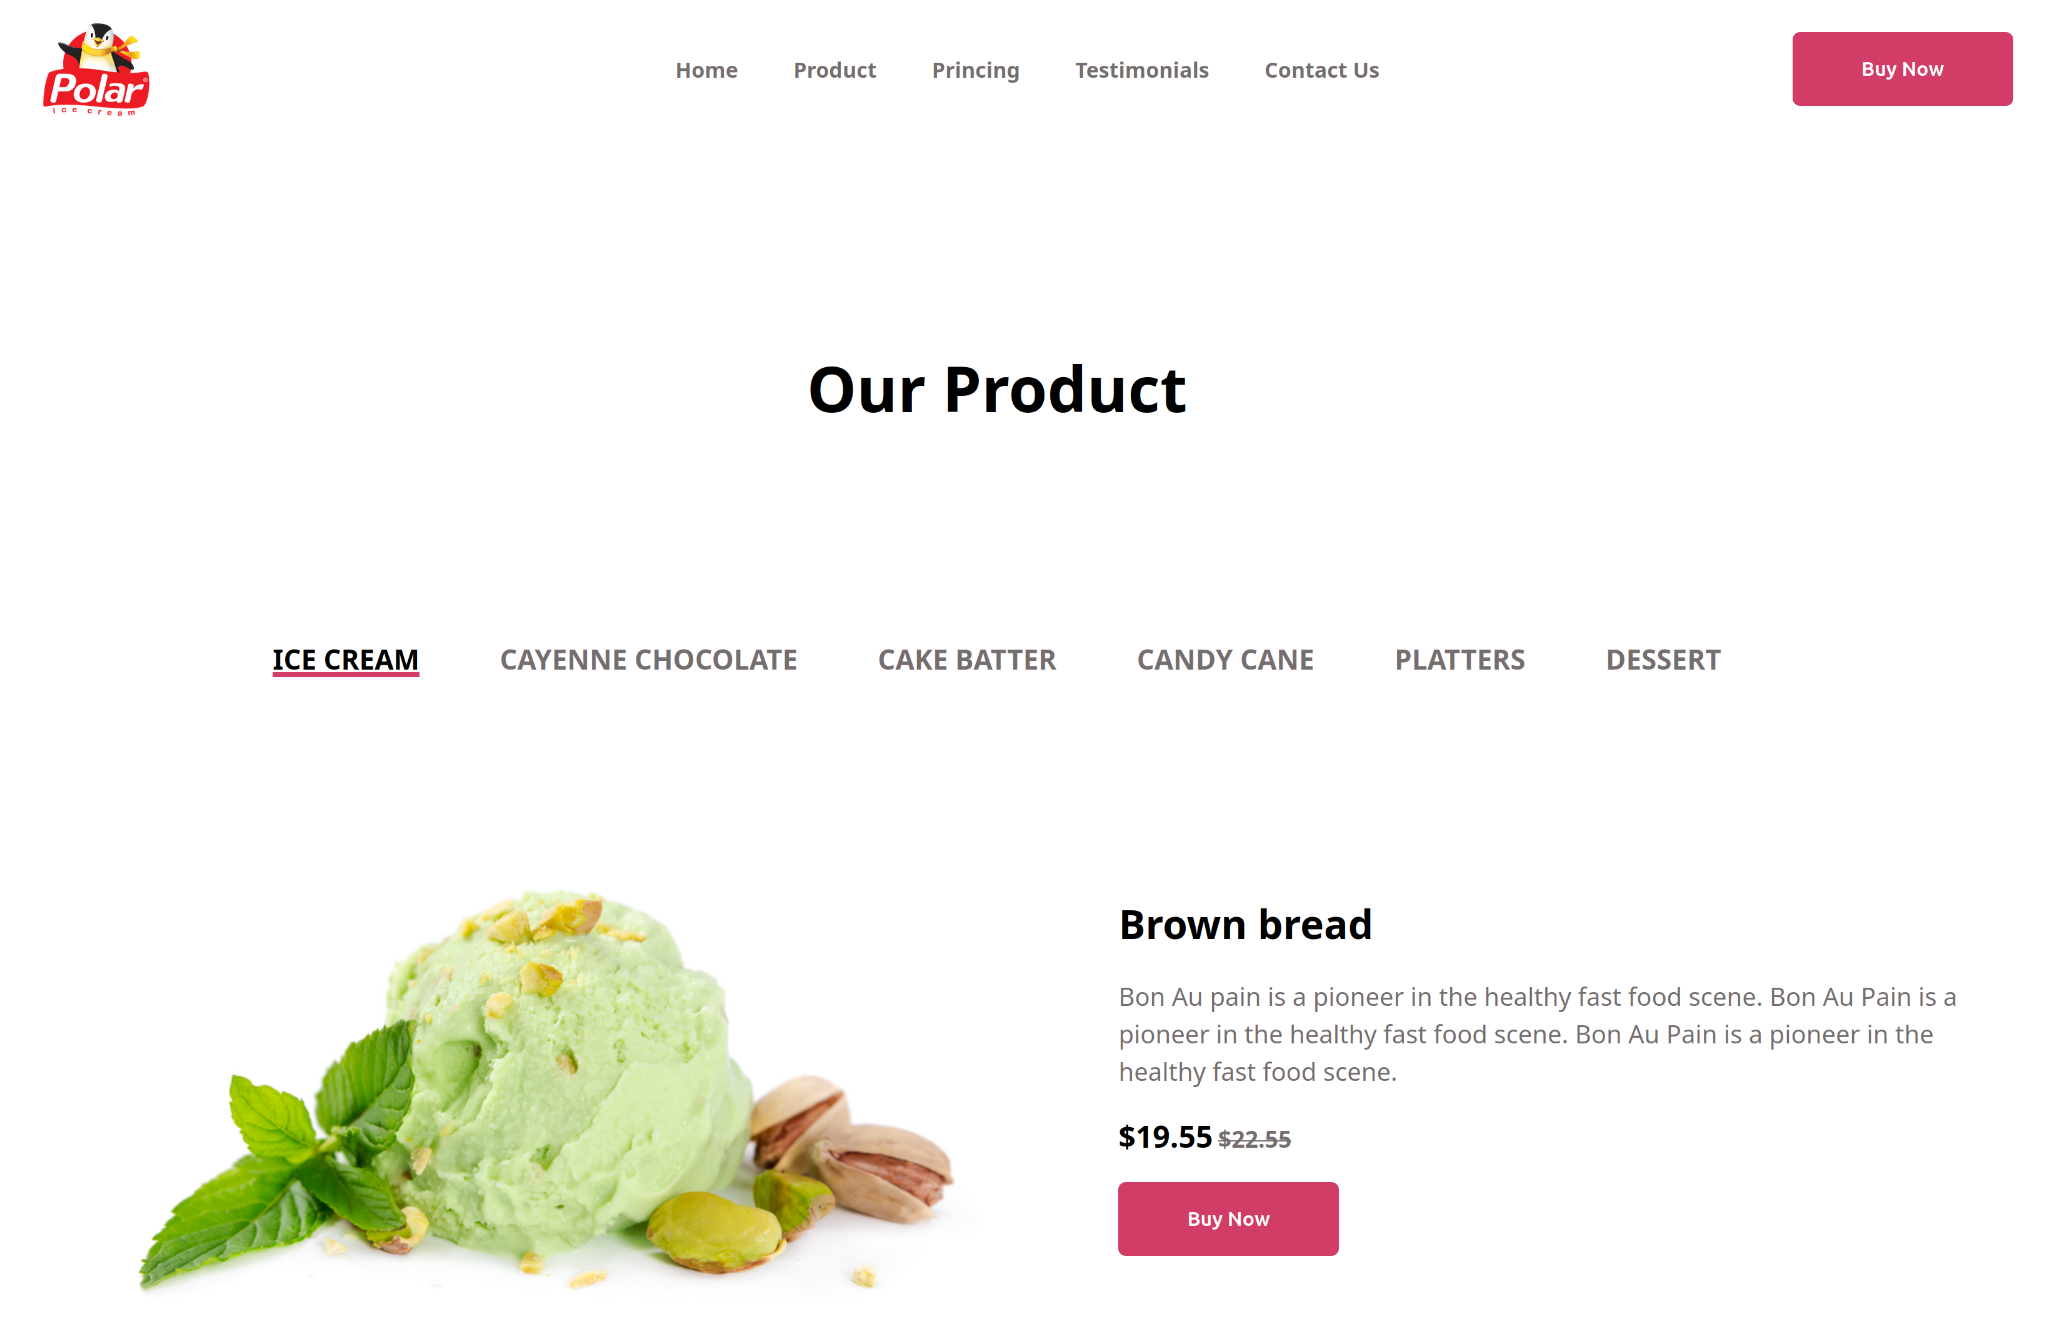 Polar
ice cream
Home
Product
Princing
Testimonials
Contact Us
Buy Now
Our Product
ICE CREAM
CAYENNE CHOCOLATE
CAKE BATTER
CANDY CANE
PLATTERS
DESSERT
Brown bread
Bon Au pain is a pioneer in the healthy fast food scene. Bon Au Pain is a
pioneer in the healthy fast food scene. Bon Au Pain is a pioneer in the
healthy fast food scene.
$19.55 $22.55
Buy Now